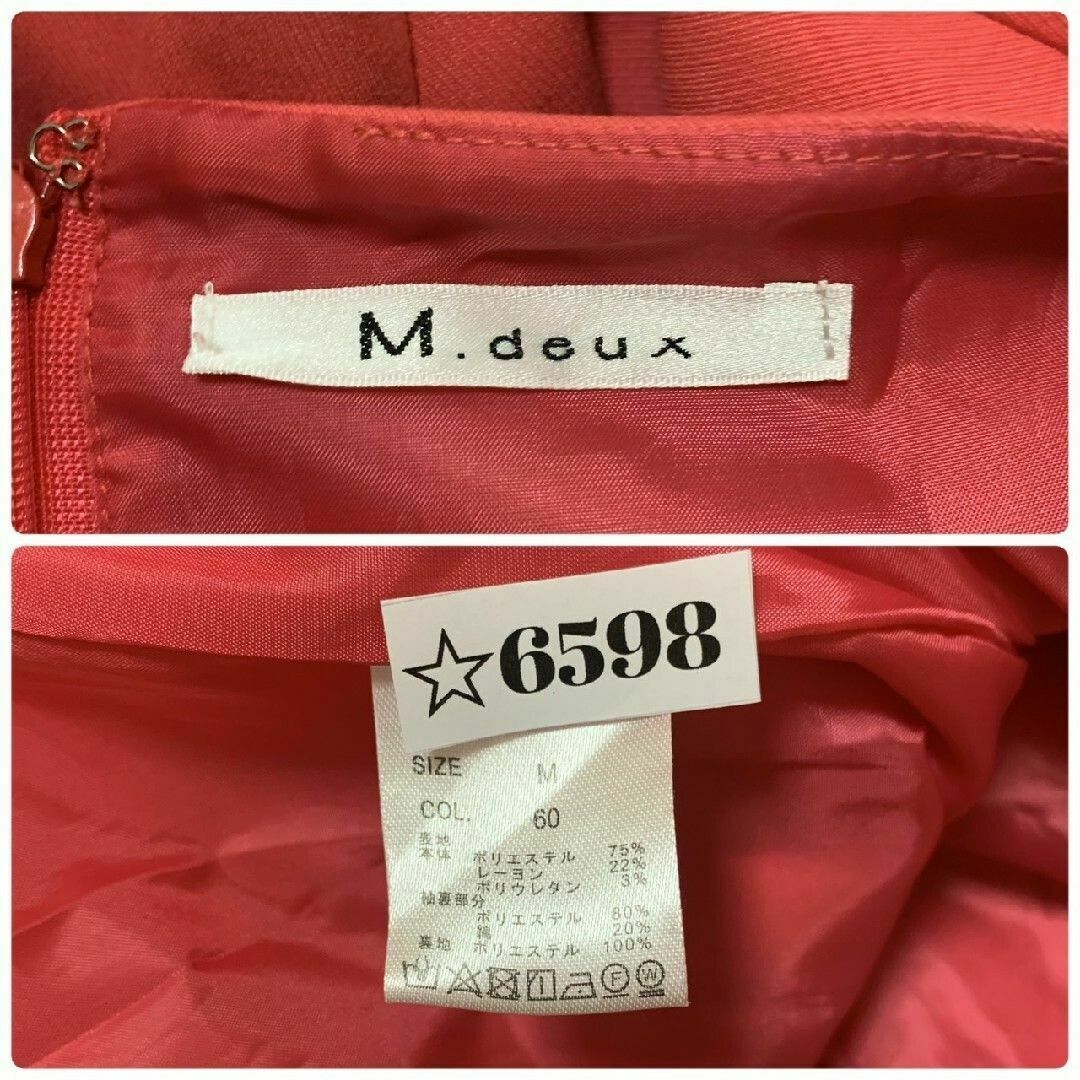 M.deux
☆6598
SIZE M
COL. 60
表地
本体 ポリエステル 75%
レーヨン 22%
ポリウレタン 3%
袖裏部分
ポリエステル 80%
綿 20%
裏地 ポリエステル 100%